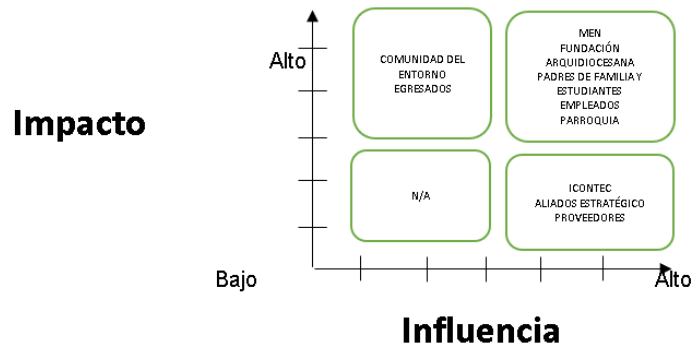 Impacto
Alto
COMUNIDAD DEL
ENTORNO
EGRESADOS
MEN
FUNDACIÓN
ARQUIDIOCESANA
PADRES DE FAMILIA Y
ESTUDIANTES
EMPLEADOS
PARROQUIA
N/A
ICONTEC
ALIADOS ESTRATÉGICO
PROVEEDORES
Bajo
Alto
Influencia